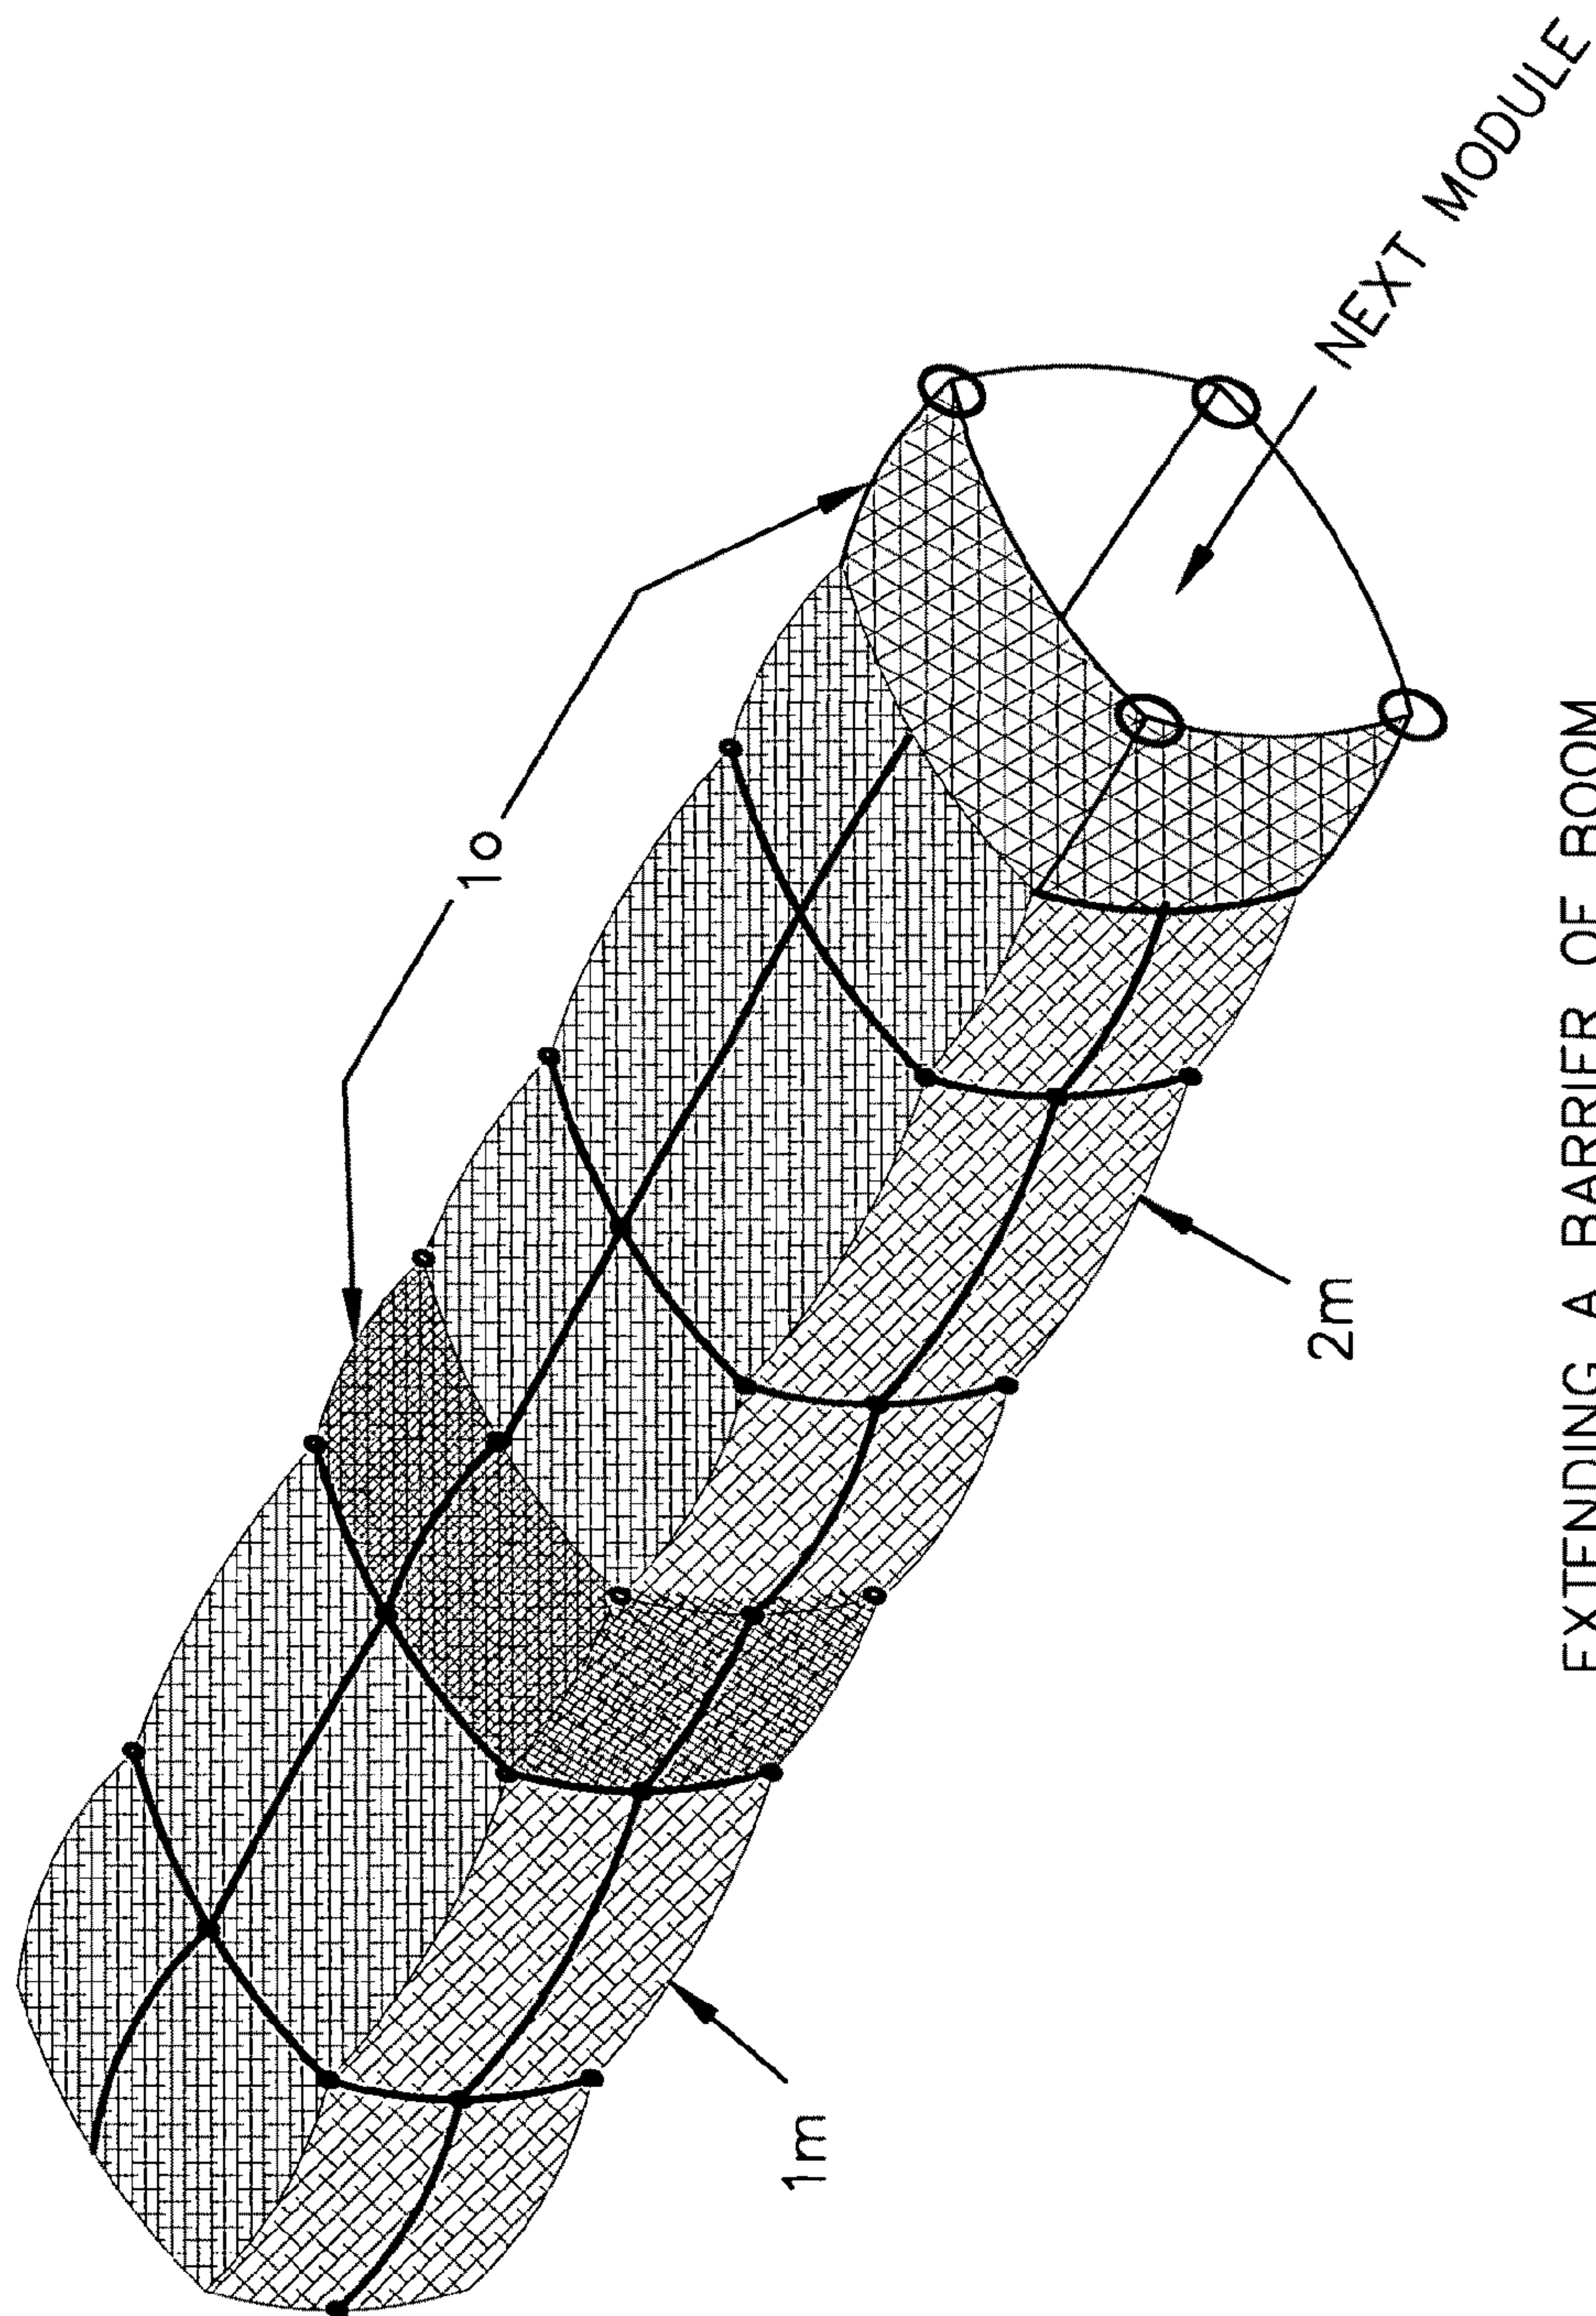 1o
NEXT MODULE
1m
2m
EXTENDING A BARRIER OF BOOM